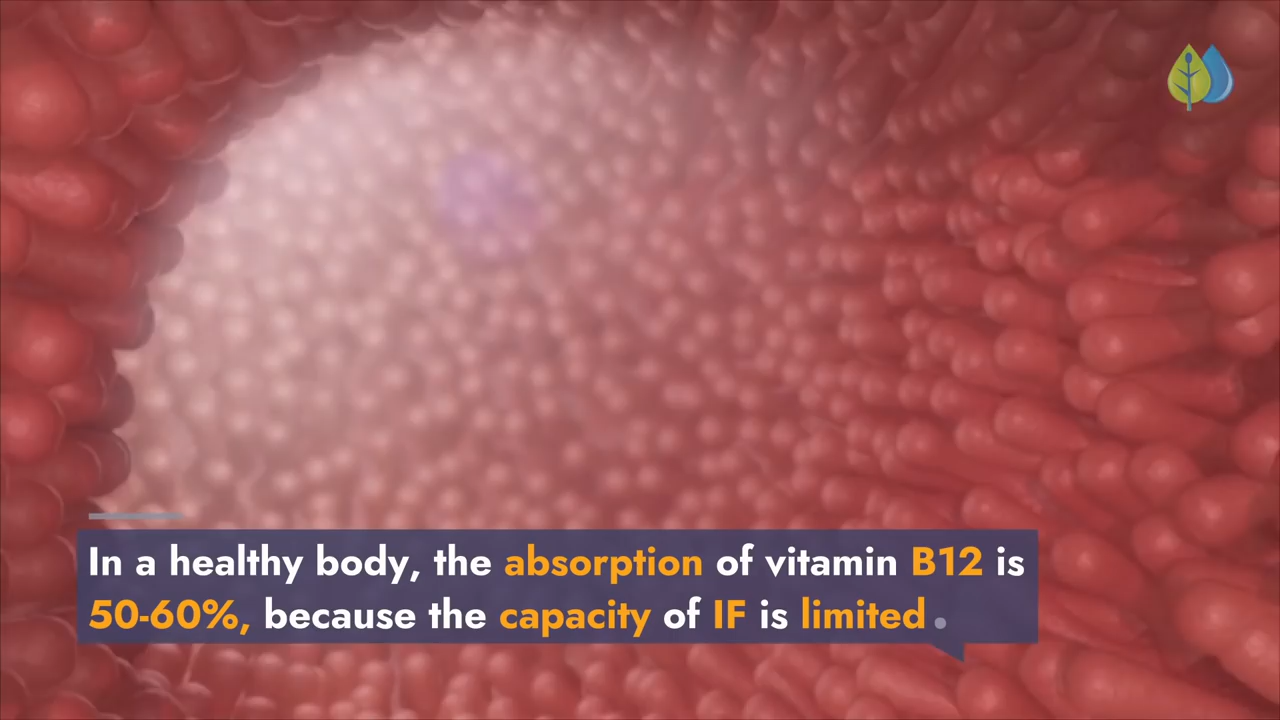 In a healthy body, the absorption of vitamin B12 is
50-60%, because the capacity of IF is limited.